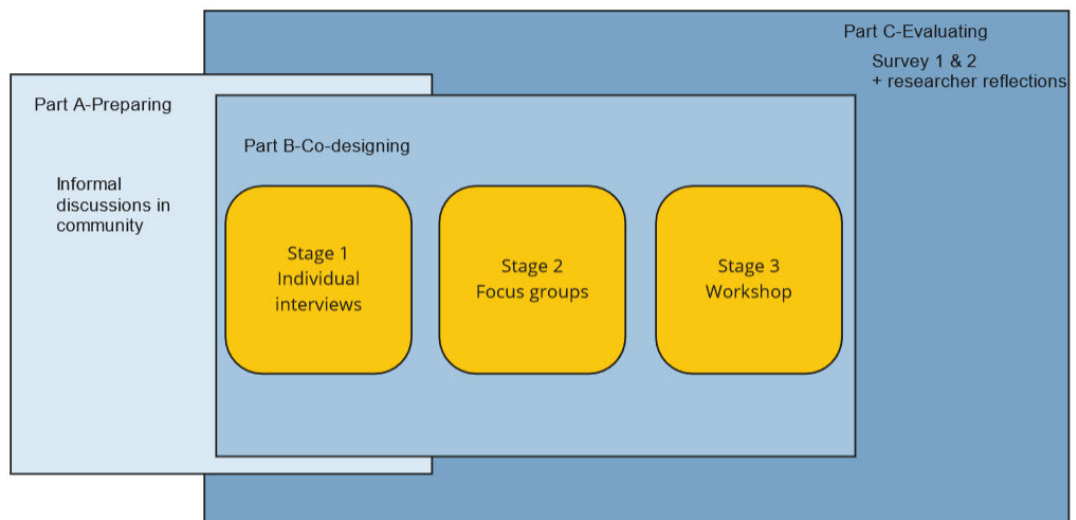 Part C-Evaluating
Survey 1 & 2
+ researcher reflections
Part A-Preparing
Informal
discussions in
community
Part B-Co-designing
Stage 1
Individual
interviews
Stage 2
Focus groups
Stage 3
Workshop